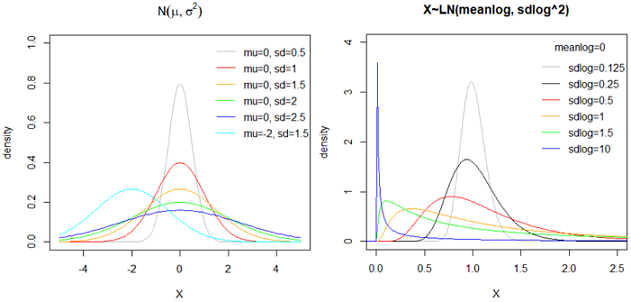 N(μ, σ²)
1.0
0.8
0.6
0.4
0.2
0.0
density
-4
-2
0
2
4
X
mu=0, sd=0.5
mu=0, sd=1
mu=0, sd=1.5
mu=0, sd=2
mu=0, sd=2.5
mu=-2, sd=1.5
X~LN(meanlog, sdlog^2)
4
3
2
1
0
density
0.0
0.5
1.0
1.5
2.0
2.5
X
meanlog=0
sdlog=0.125
sdlog=0.25
sdlog=0.5
sdlog=1
sdlog=1.5
sdlog=10